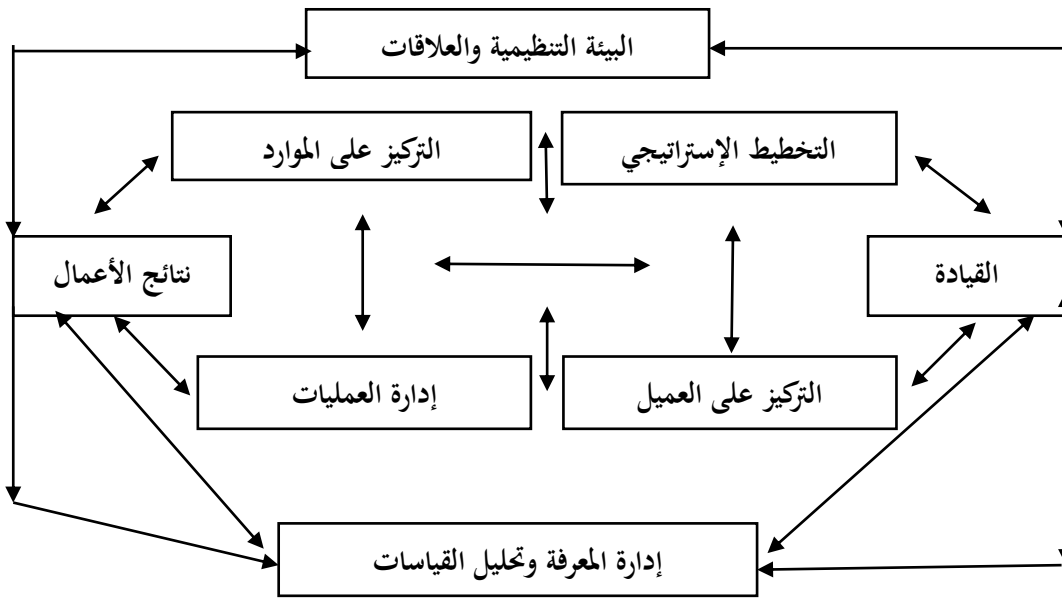 البيئة التنظيمية والعلاقات
التخطيط الإستراتيجي
التركيز على الموارد
القيادة
نتائج الأعمال
التركيز على العميل
إدارة العمليات
إدارة المعرفة وتحليل القياسات